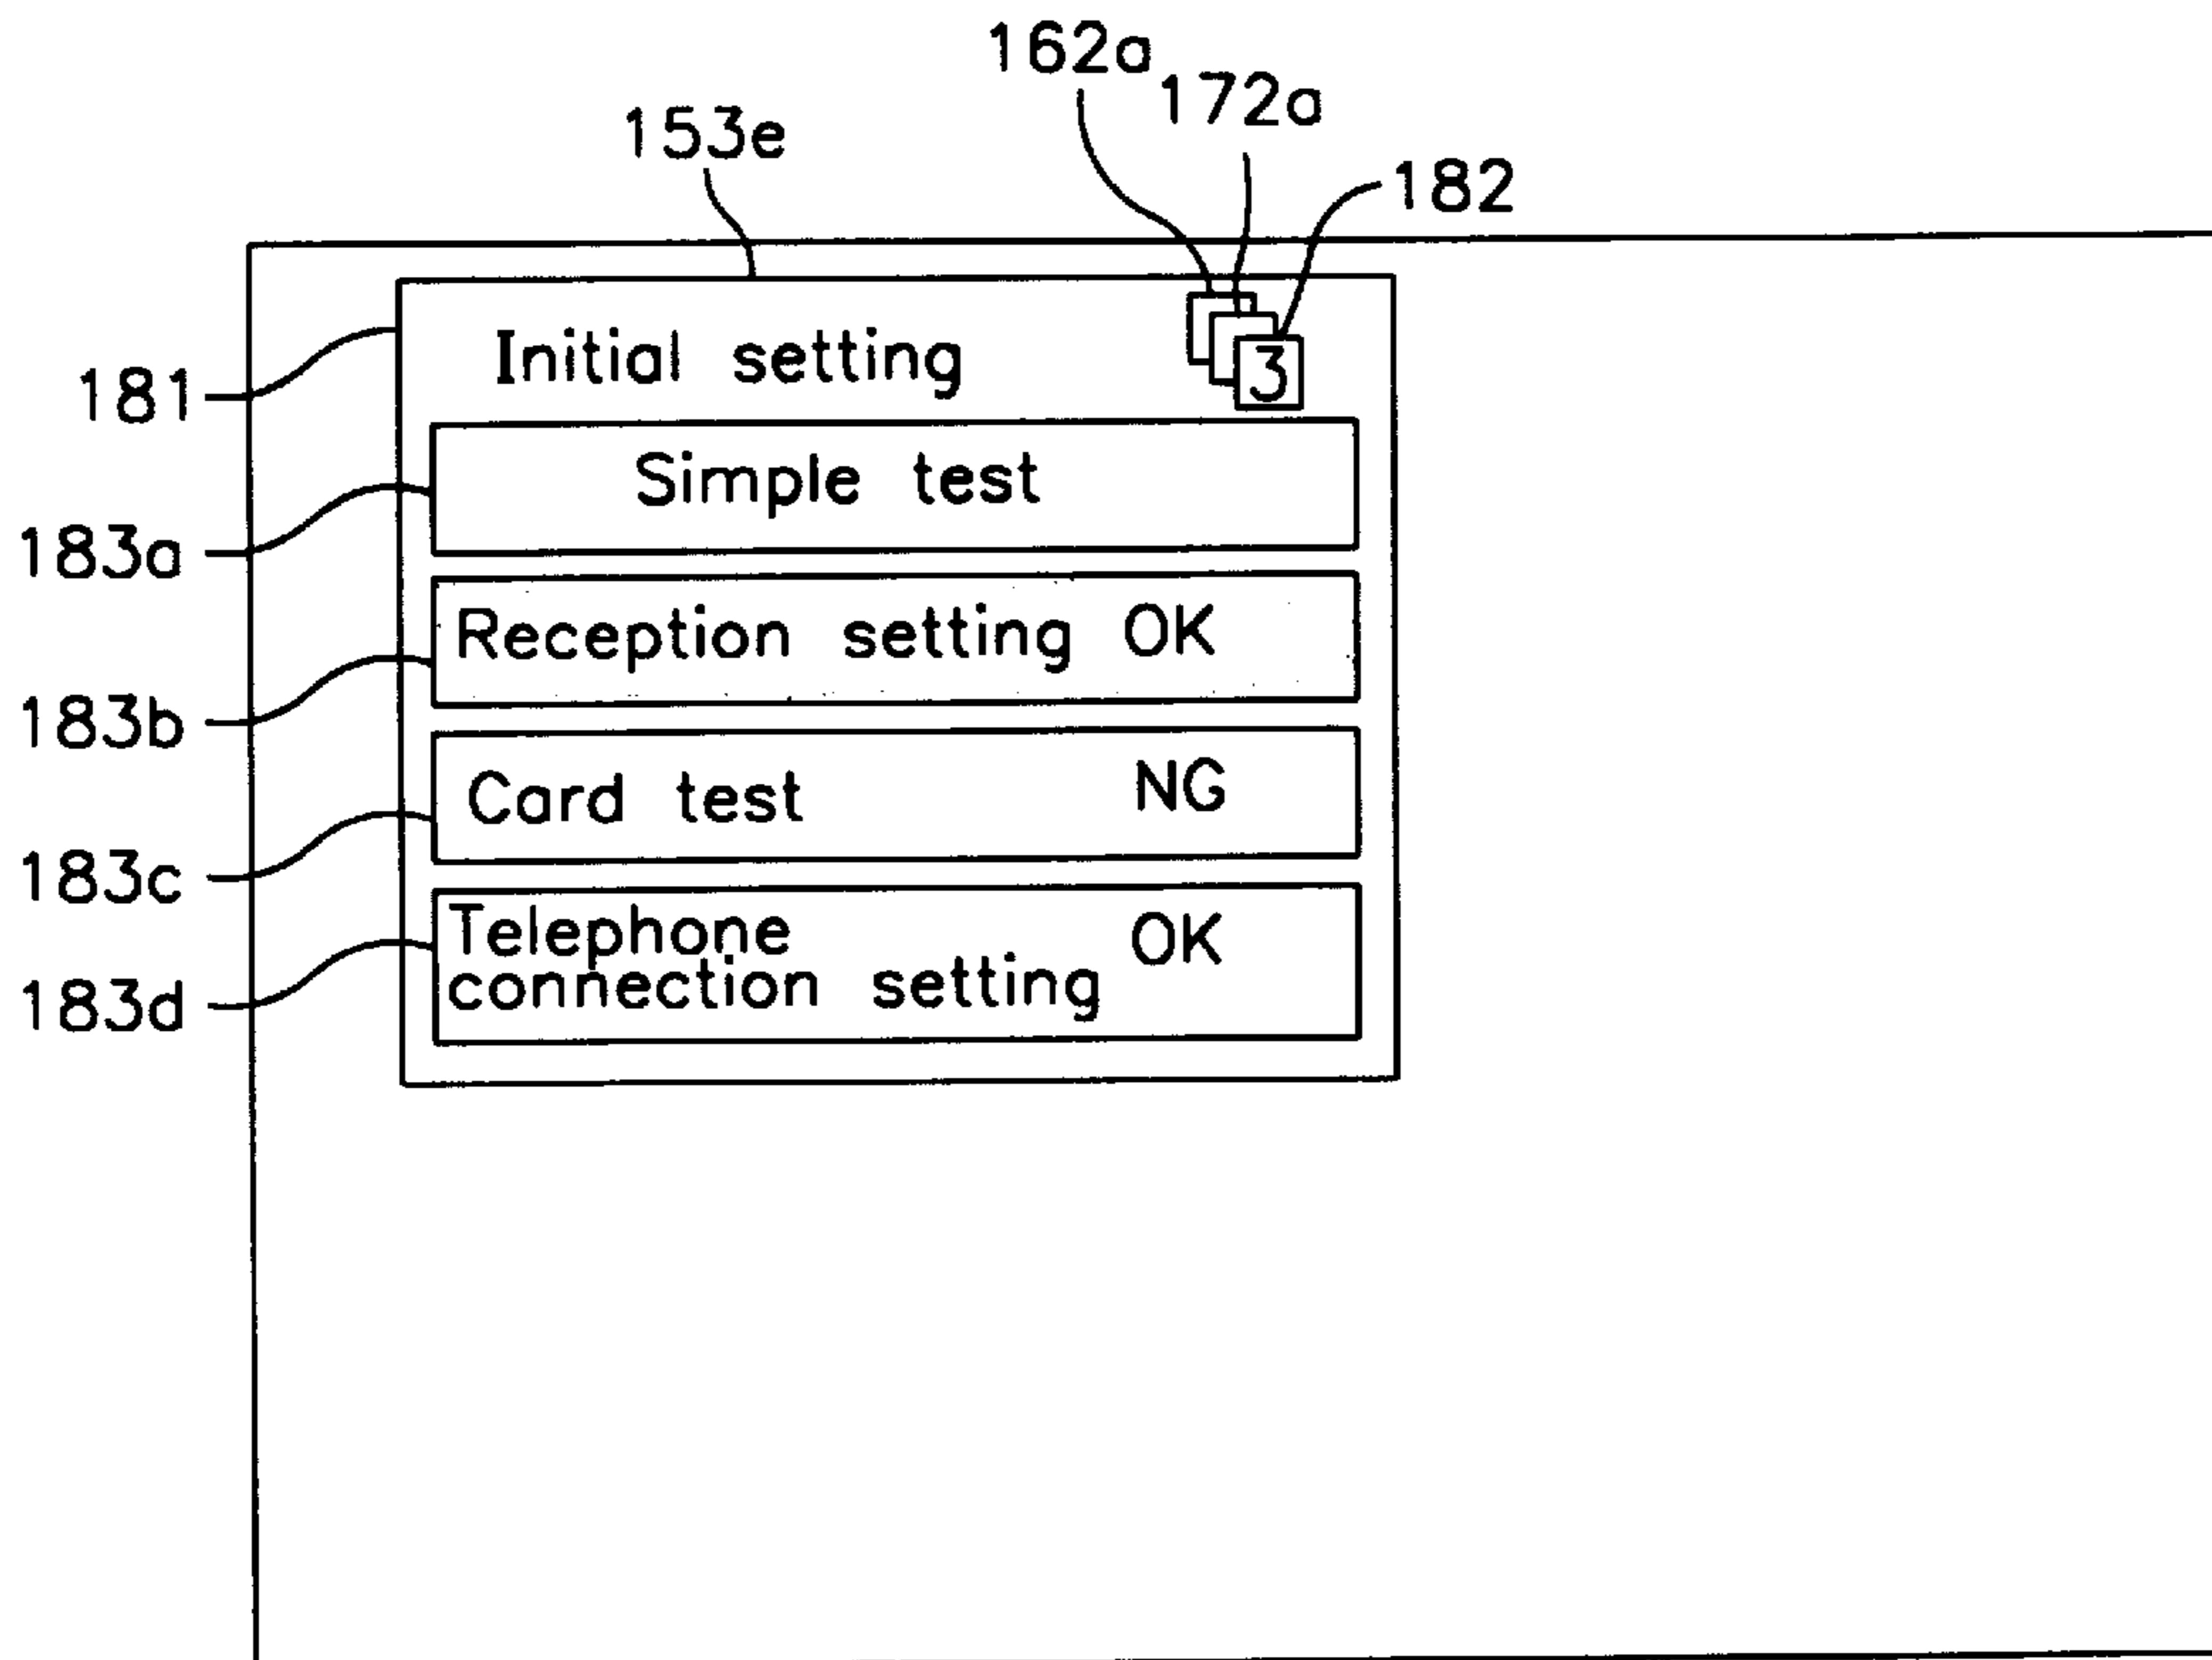 162a
172a
153e
182
Initial setting
3
181
Simple test
183a
Reception setting OK
183b
Card test NG
183c
Telephone OK
connection setting
183d